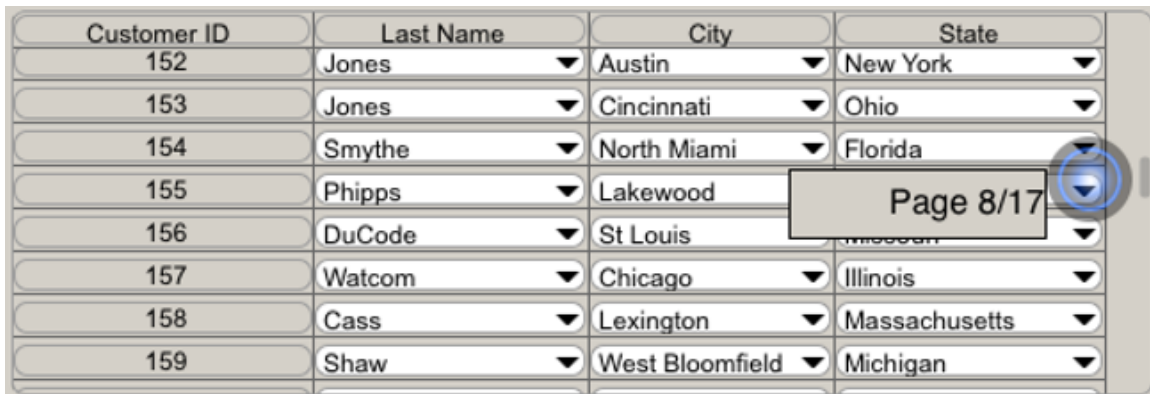 Customer ID Last Name City State
152 Jones Austin New York
153 Jones Cincinnati Ohio
154 Smythe North Miami Florida
155 Phipps Lakewood Page 8/17
156 DuCode St Louis Missouri
157 Watcom Chicago Illinois
158 Cass Lexington Massachusetts
159 Shaw West Bloomfield Michigan